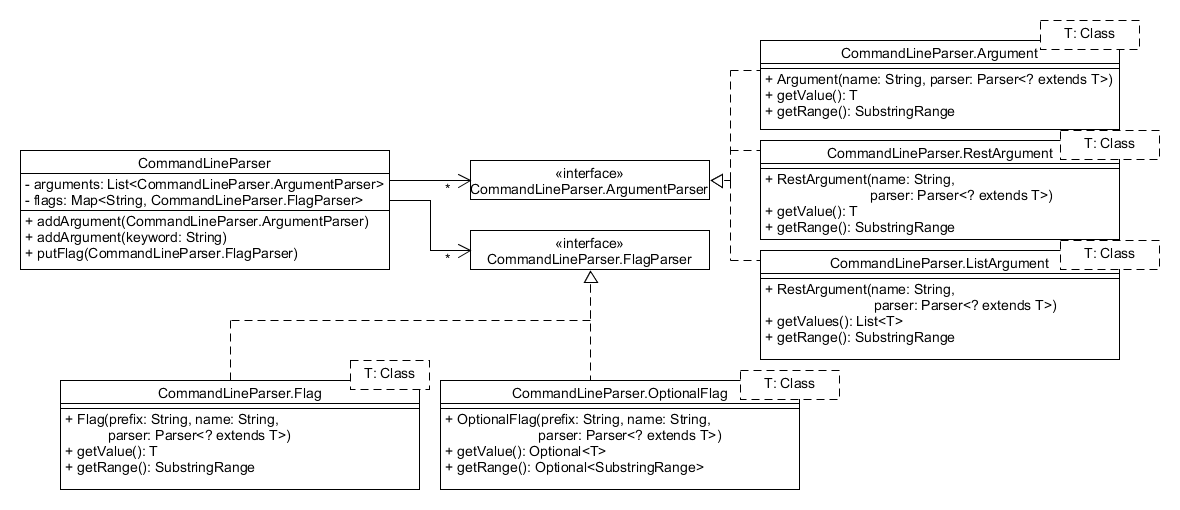 T: Class
CommandLineParser.Argument
+ Argument(name: String, parser: Parser<? extends T>)
+ getValue(): T
+ getRange(): SubstringRange
T: Class
CommandLineParser.RestArgument
+ RestArgument(name: String,
parser: Parser<? extends T>)
+ getValue(): T
+ getRange(): SubstringRange
T: Class
CommandLineParser.ListArgument
+ RestArgument(name: String,
parser: Parser<? extends T>)
+ getValues(): List<T>
+ getRange(): SubstringRange
CommandLineParser
- arguments: List<CommandLineParser.ArgumentParser>
- flags: Map<String, CommandLineParser.FlagParser>
+ addArgument(CommandLineParser.ArgumentParser)
+ addArgument(keyword: String)
+ putFlag(CommandLineParser.FlagParser)
*
«interface»
CommandLineParser.ArgumentParser
*
«interface»
CommandLineParser.FlagParser
T: Class
CommandLineParser.Flag
+ Flag(prefix: String, name: String,
parser: Parser<? extends T>)
+ getValue(): T
+ getRange(): SubstringRange
T: Class
CommandLineParser.OptionalFlag
+ OptionalFlag(prefix: String, name: String,
parser: Parser<? extends T>)
+ getValue(): Optional<T>
+ getRange(): Optional<SubstringRange>